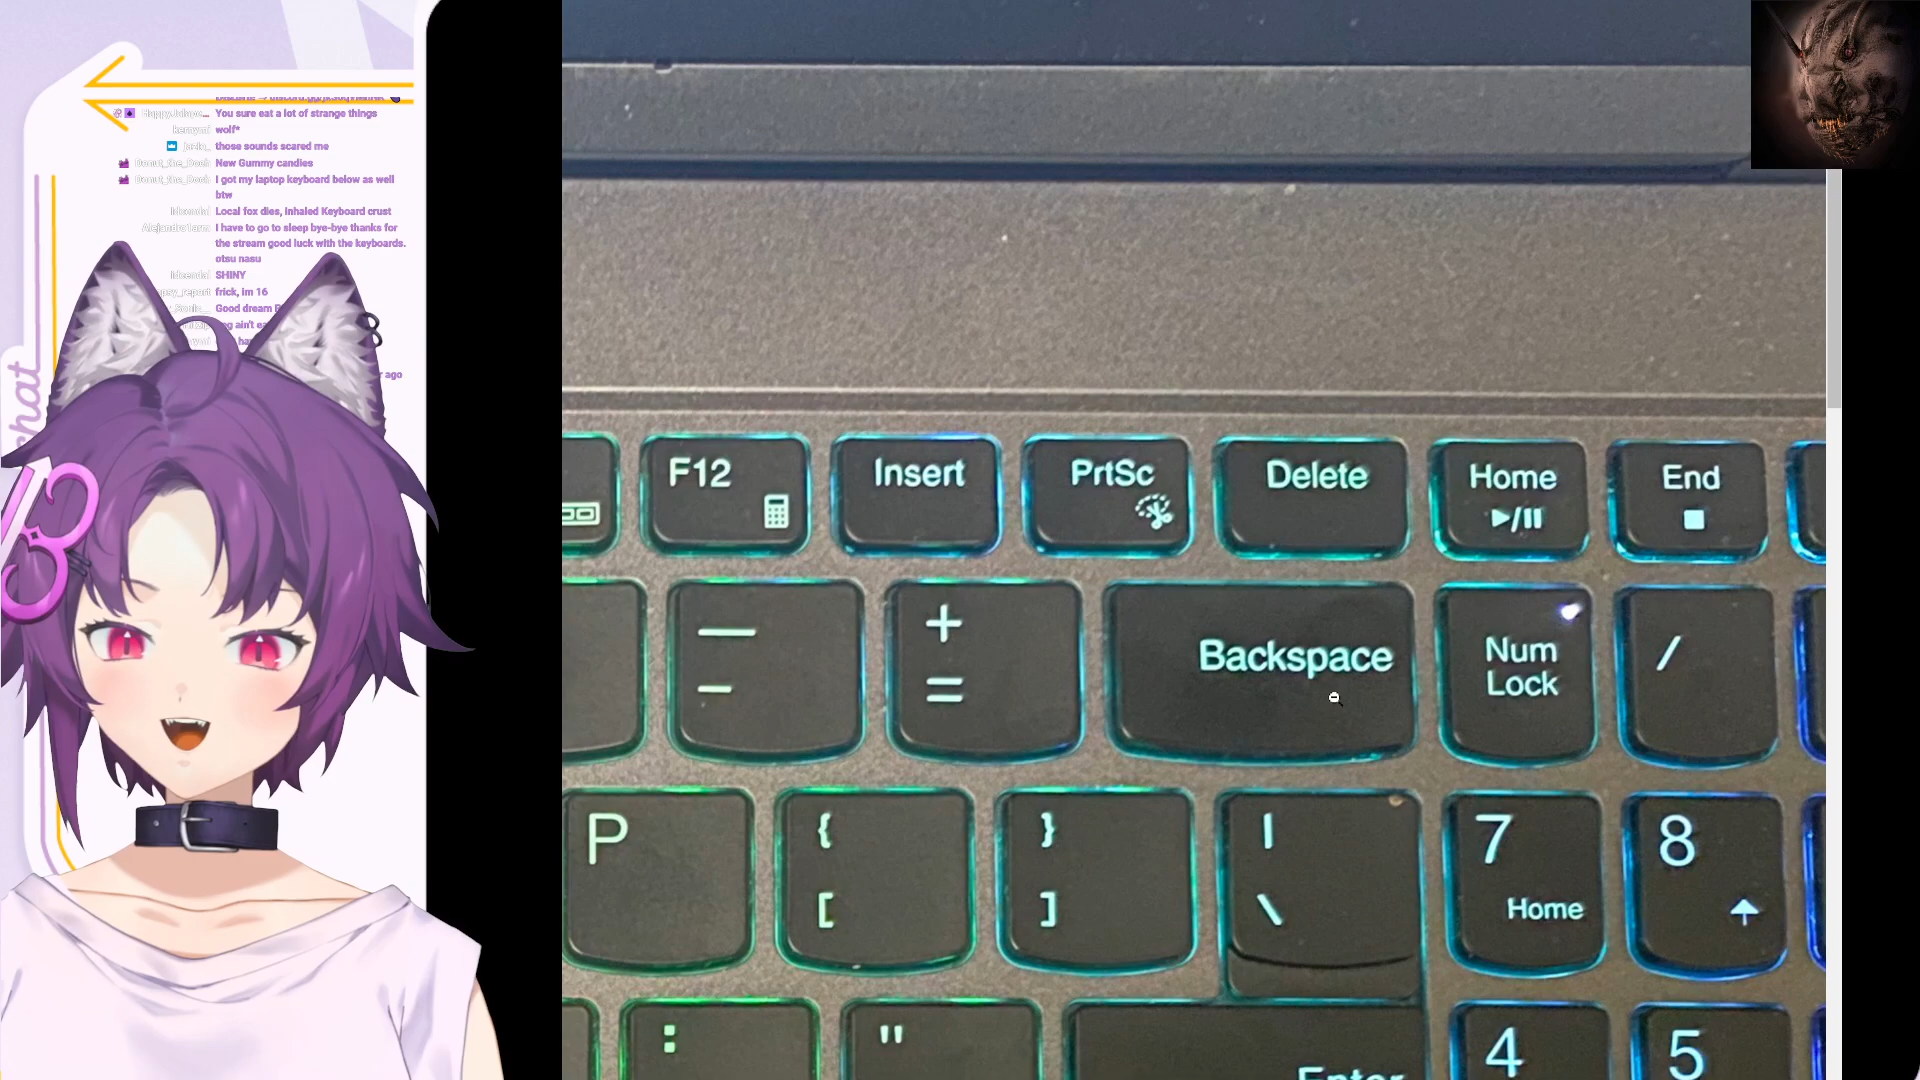 You sure eat a lot of strange things
wolf*
those sounds scared me
New Gummy candies
I got my laptop keyboard below as well
btw
Local fox dies, inhaled Keyboard crust
I have to go to sleep bye-bye thanks for
the stream good luck with the keyboards.
otsu nasu
SHINY
frick, im 16
Good dream
ago
chat
F12
Insert
PrtSc
Delete
Home
End
—
-
+
=
Backspace
Num
Lock
/
P
{
[
}
]
|
\
7
Home
8
:
"
Enter
4
5